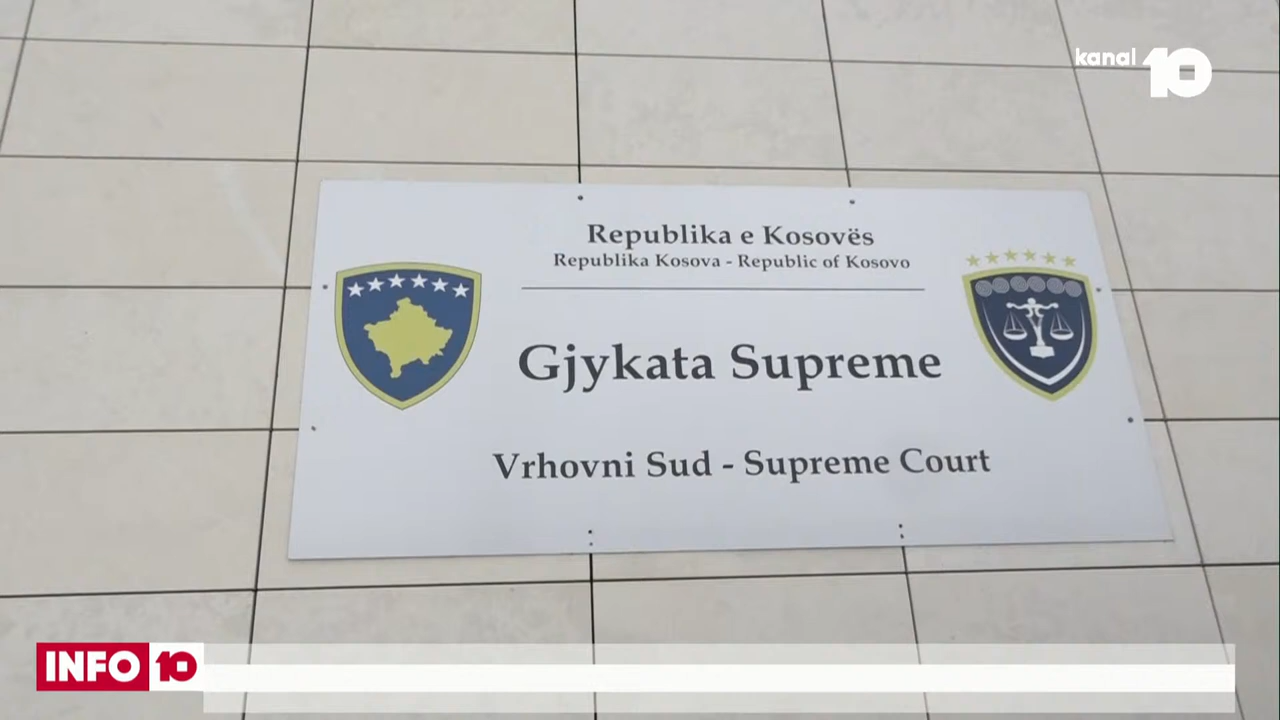 kanal 10
Republika e Kosovës
Republika Kosova - Republic of Kosovo
Gjykata Supreme
Vrhovni Sud - Supreme Court
INFO 10